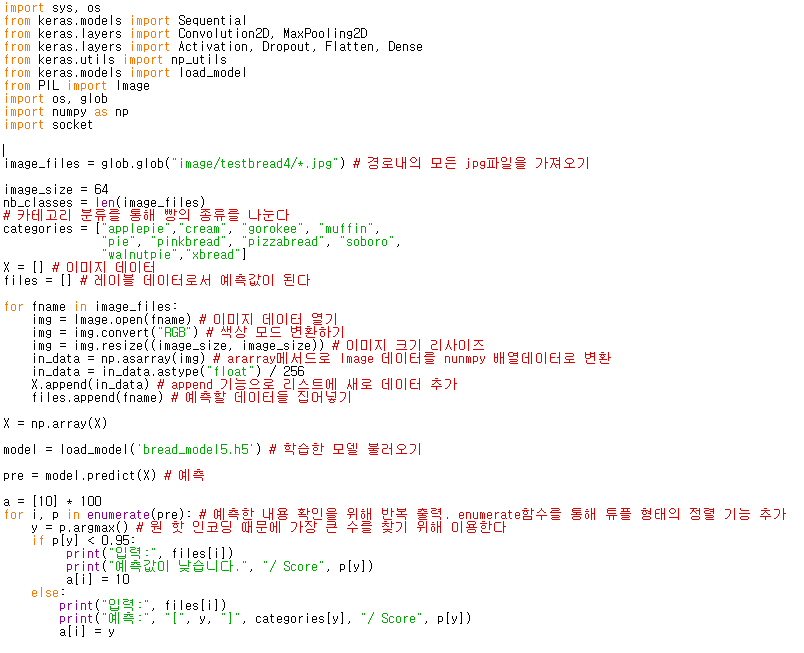 import sys, os
from keras.models import Sequential
from keras.layers import Convolution2D, MaxPooling2D
from keras.layers import Activation, Dropout, Flatten, Dense
from keras.utils import np_utils
from keras.models import load_model
from PIL import Image
import os, glob
import numpy as np
import socket
image_files = glob.glob("image/testbread4/*.jpg") # 경로내의 모든 jpg파일을 가져오기
image_size = 64
nb_classes = len(image_files)
# 카테고리 분류를 통해 빵의 종류를 나눈다
categories = ["applepie","cream", "gorokee", "muffin",
              "pie", "pinkbread", "pizzabread", "soboro",
              "walnutpie","xbread"]
X = [] # 이미지 데이터
files = [] # 레이블 데이터로서 예측값이 된다
for fname in image_files:
    img = Image.open(fname) # 이미지 데이터 열기
    img = img.convert("RGB") # 색상 모드 변환하기
    img = img.resize((image_size, image_size)) # 이미지 크기 리사이즈
    in_data = np.asarray(img) # ararray메서드로 Image 데이터를 nunmpy 배열데이터로 변환
    in_data = in_data.astype("float") / 256
    X.append(in_data) # append 기능으로 리스트에 새로 데이터 추가
    files.append(fname) # 예측할 데이터들 집어넣기
X = np.array(X)
model = load_model('bread_model5.h5') # 학습한 모델 불러오기
pre = model.predict(X) # 예측
a = [10] * 100
for i, p in enumerate(pre): # 예측한 내용 확인을 위해 반복 출력. enumerate함수를 통해 튜플 형태의 정렬 기능 추가
    y = p.argmax() # 원 핫 인코딩 때문에 가장 큰 수를 찾기 위해 이용한다
    if p[y] < 0.95:
         print("입력:", files[i])
         print("예측값이 낮습니다.", "/ Score", p[y])
         a[i] = 10
    else:
        print("입력:", files[i])
        print("예측:", "[", y, "]", categories[y], "/ Score", p[y])
        a[i] = y